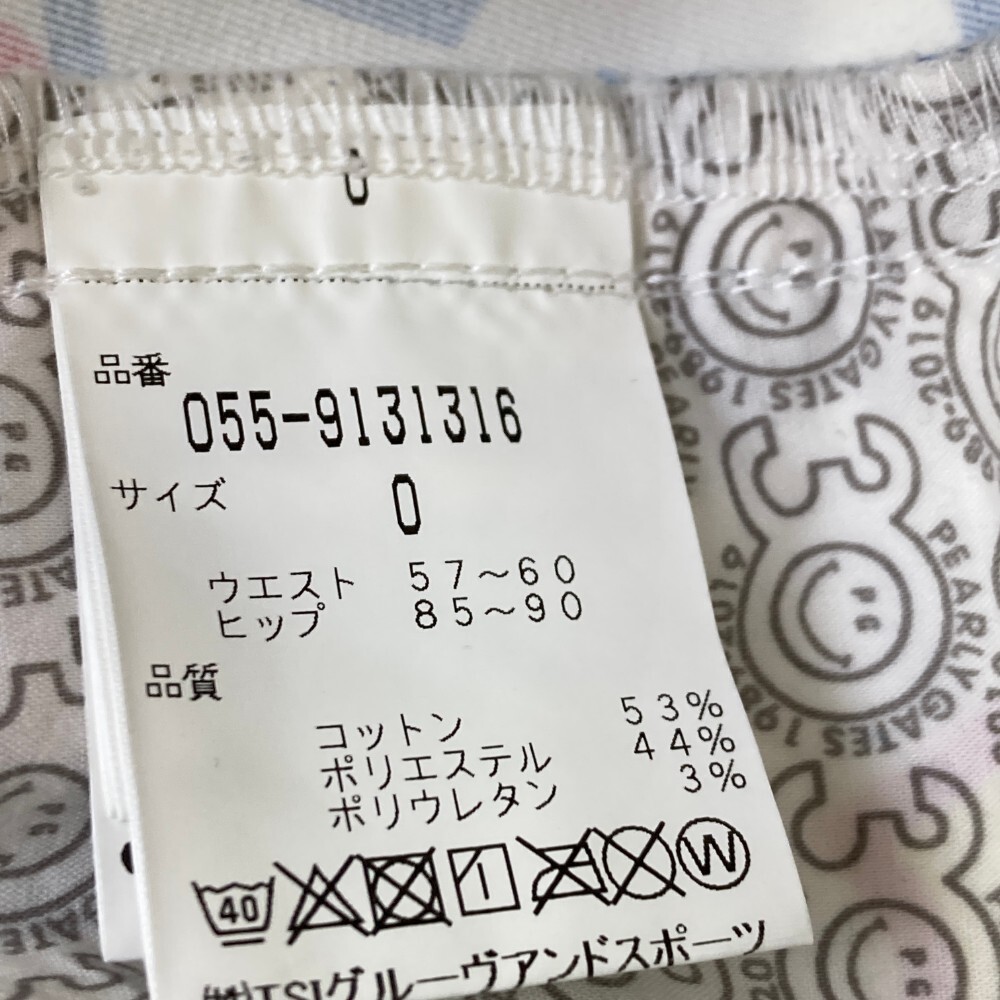 0
品番
055-9131316
サイズ 0
ウエスト 57～60
ヒップ 85～90
品質
コットン 53%
ポリエステル 44%
ポリウレタン 3%
40 W
㈱TSIグルーヴアンドスポーツ
PEARLYGATES 1989-2019
PEARLYGATES 1989-2019